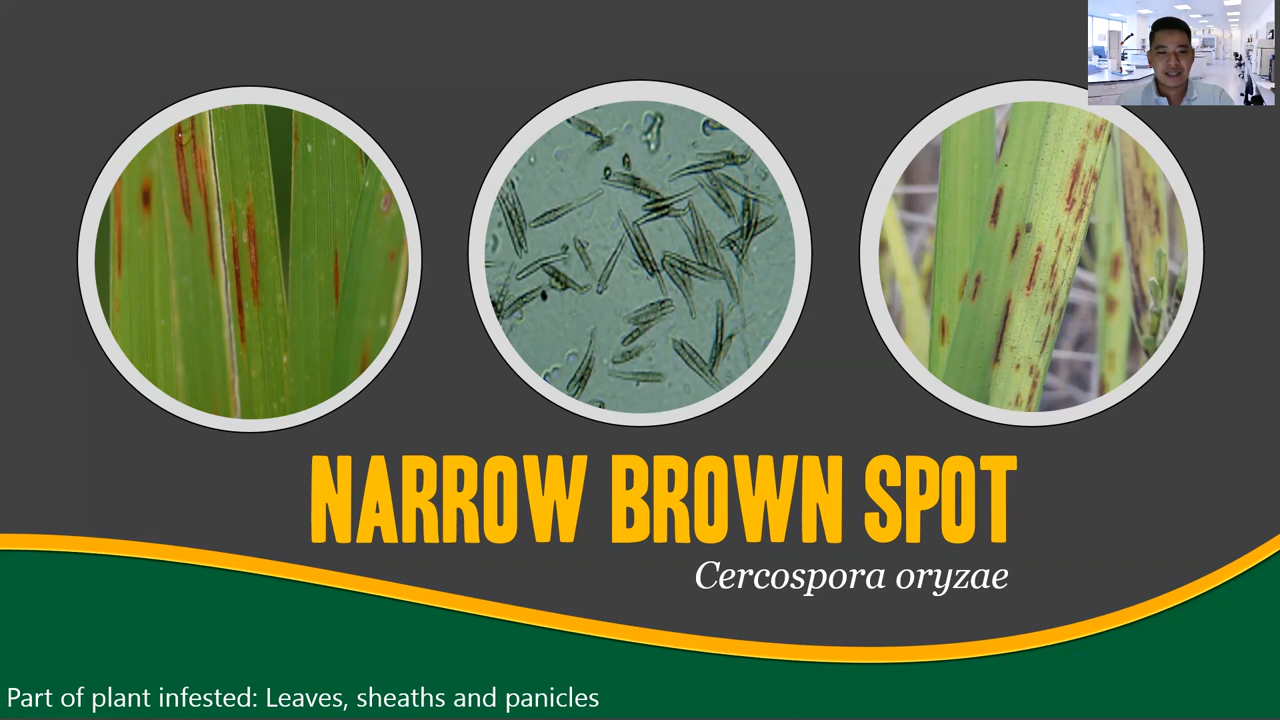 NARROW BROWN SPOT
Cercospora oryzae
Part of plant infested: Leaves, sheaths and panicles